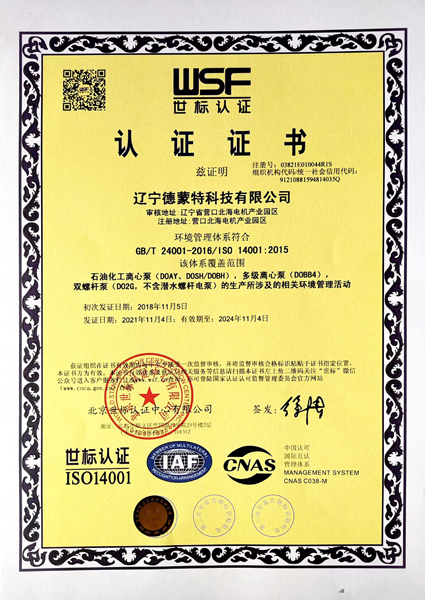 WSF
世标认证
认证证书
兹证明
注册号: 03821E010044R1S
组织机构代码/统一社会信用代码:
91210881594814035Q
辽宁德蒙特科技有限公司
审核地址: 辽宁省营口北海电机产业园区
注册地址: 营口北海电机产业园区
环境管理体系符合
GB/T 24001-2016/ISO 14001:2015
该体系覆盖范围
石油化工离心泵 (DOAY、DOSH/DOBH), 多级离心泵 (DOBB4),
双螺杆泵 (DO2G, 不含潜水螺杆电泵) 的生产所涉及的相关环境管理活动
初次发证日期: 2018年11月5日
发证日期: 2021年11月4日; 有效期至: 2024年11月4日
北京世标认证中心有限公司
签发:
世标认证
ISO14001
IAF
CNAS
中国认可
国际互认
管理体系
MANAGEMENT SYSTEM
CNAS C038-M